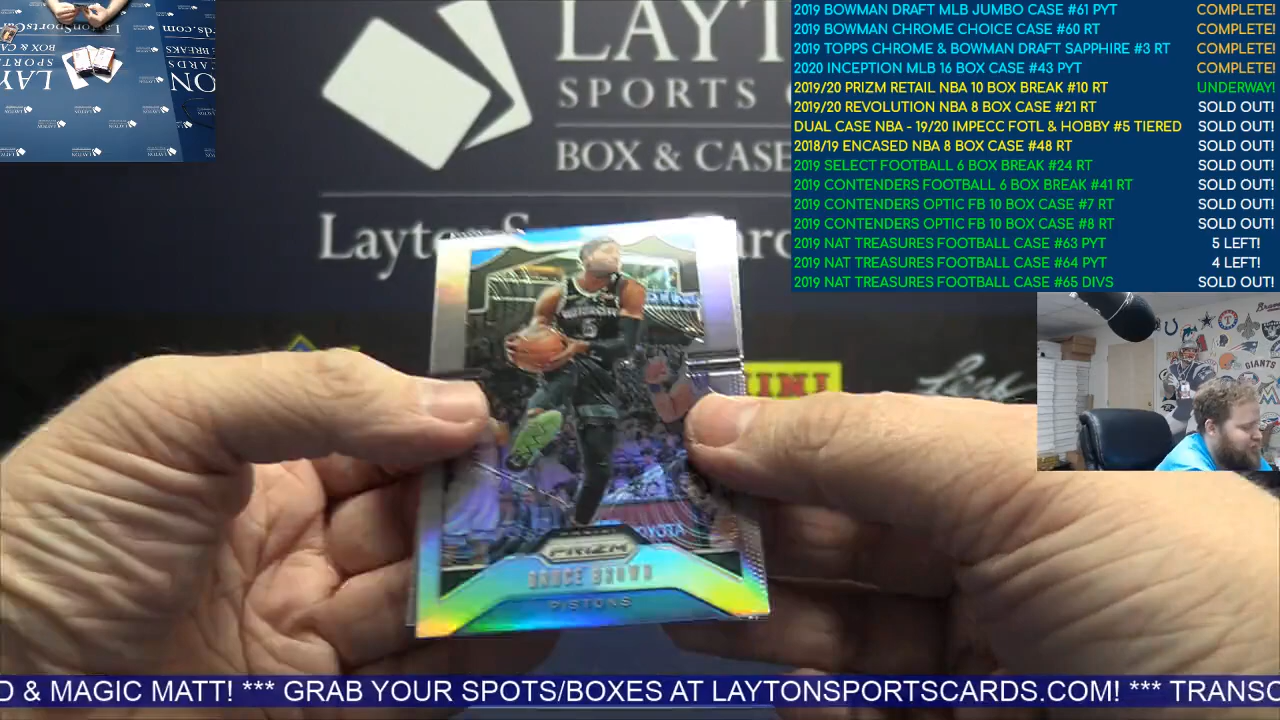 LAYT
SPORTS
BOX & CASE
2019 BOWMAN DRAFT MLB JUMBO CASE #61 PYT COMPLETE!
2019 BOWMAN CHROME CHOICE CASE #60 RT COMPLETE!
2019 TOPPS CHROME & BOWMAN DRAFT SAPPHIRE #3 RT COMPLETE!
2020 INCEPTION MLB 16 BOX CASE #43 PYT COMPLETE!
2019/20 PRIZM RETAIL NBA 10 BOX BREAK #10 RT UNDERWAY!
2019/20 REVOLUTION NBA 8 BOX CASE #21 RT SOLD OUT!
DUAL CASE NBA - 19/20 IMPECC FOTL & HOBBY #5 TIERED SOLD OUT!
2018/19 ENCASED NBA 8 BOX CASE #48 RT SOLD OUT!
2019 SELECT FOOTBALL 6 BOX BREAK #24 RT SOLD OUT!
2019 CONTENDERS FOOTBALL 6 BOX BREAK #41 RT SOLD OUT!
2019 CONTENDERS OPTIC FB 10 BOX CASE #7 RT SOLD OUT!
2019 CONTENDERS OPTIC FB 10 BOX CASE #8 RT SOLD OUT!
2019 NAT TREASURES FOOTBALL CASE #63 PYT 5 LEFT!
2019 NAT TREASURES FOOTBALL CASE #64 PYT 4 LEFT!
2019 NAT TREASURES FOOTBALL CASE #65 DIVS SOLD OUT!
GIANTS
5
PRIZM
BRUCE BROWN
PISTONS
D & MAGIC MATT! *** GRAB YOUR SPOTS/BOXES AT LAYTONSPORTSCARDS.COM! *** TRANSC